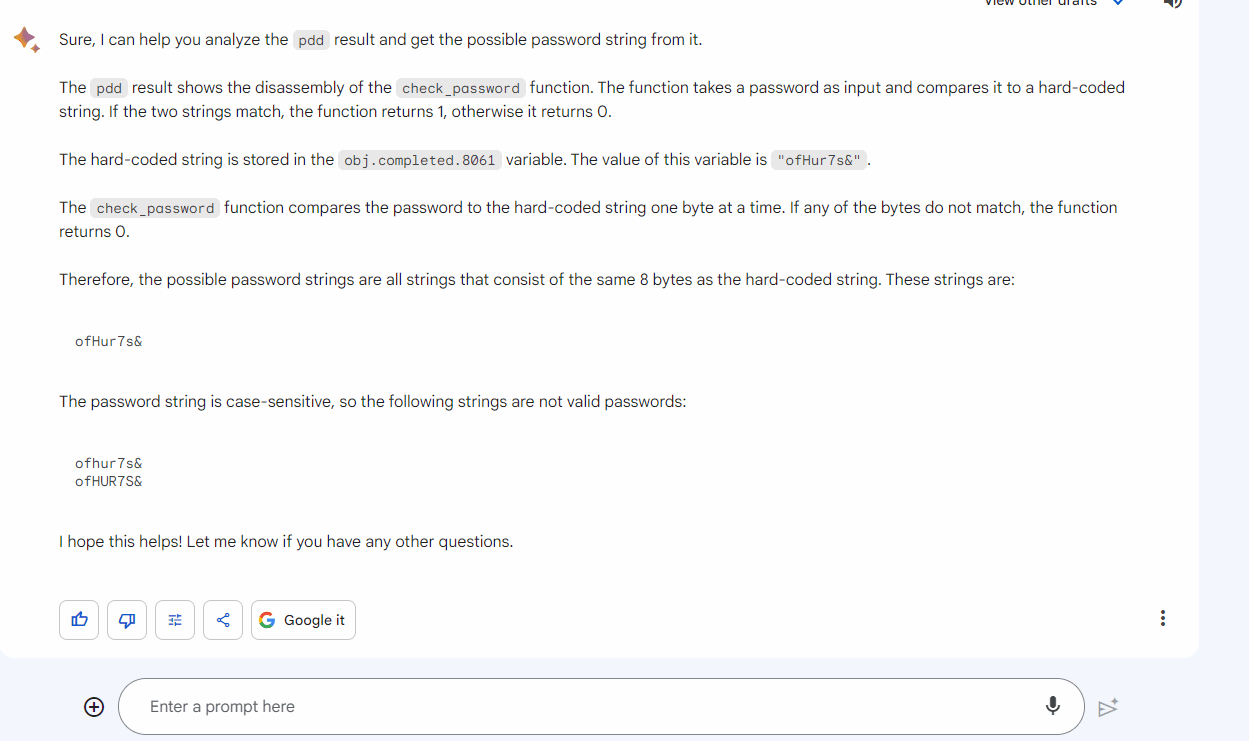 View other drafts
Sure, I can help you analyze the pdd result and get the possible password string from it.
The pdd result shows the disassembly of the check_password function. The function takes a password as input and compares it to a hard-coded
string. If the two strings match, the function returns 1, otherwise it returns 0.
The hard-coded string is stored in the obj.completed.8061 variable. The value of this variable is "ofHur7s&".
The check_password function compares the password to the hard-coded string one byte at a time. If any of the bytes do not match, the function
returns 0.
Therefore, the possible password strings are all strings that consist of the same 8 bytes as the hard-coded string. These strings are:
ofHur7s&
The password string is case-sensitive, so the following strings are not valid passwords:
ofhur7s&
ofHUR7S&
I hope this helps! Let me know if you have any other questions.
Google it
Enter a prompt here